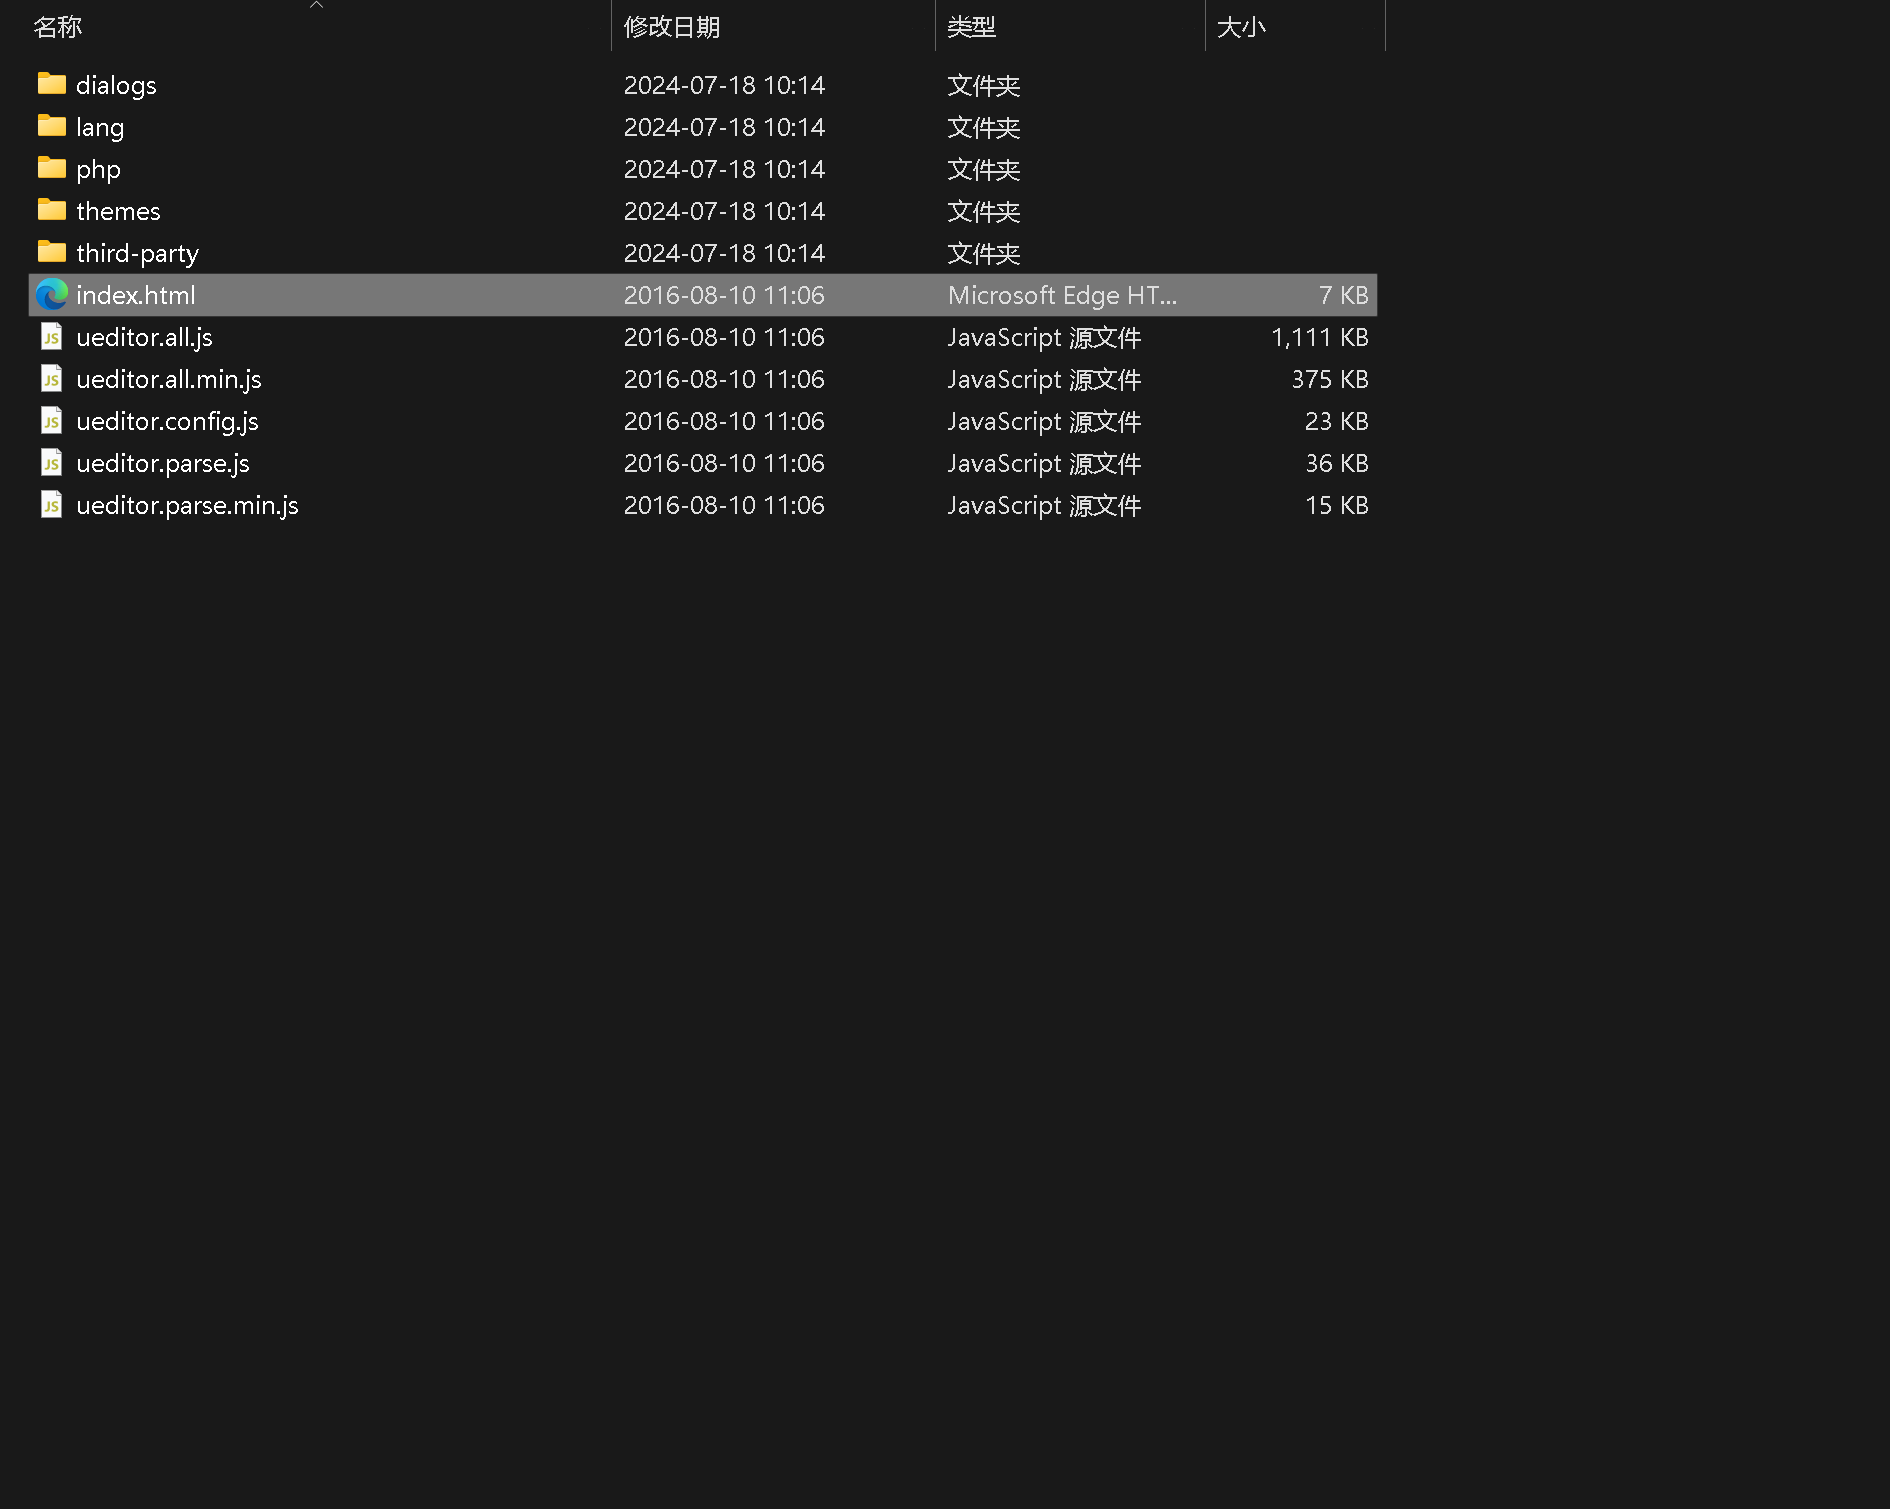 名称 修改日期 类型 大小
dialogs 2024-07-18 10:14 文件夹
lang 2024-07-18 10:14 文件夹
php 2024-07-18 10:14 文件夹
themes 2024-07-18 10:14 文件夹
third-party 2024-07-18 10:14 文件夹
index.html 2016-08-10 11:06 Microsoft Edge HT... 7 KB
JS ueditor.all.js 2016-08-10 11:06 JavaScript 源文件 1,111 KB
JS ueditor.all.min.js 2016-08-10 11:06 JavaScript 源文件 375 KB
JS ueditor.config.js 2016-08-10 11:06 JavaScript 源文件 23 KB
JS ueditor.parse.js 2016-08-10 11:06 JavaScript 源文件 36 KB
JS ueditor.parse.min.js 2016-08-10 11:06 JavaScript 源文件 15 KB